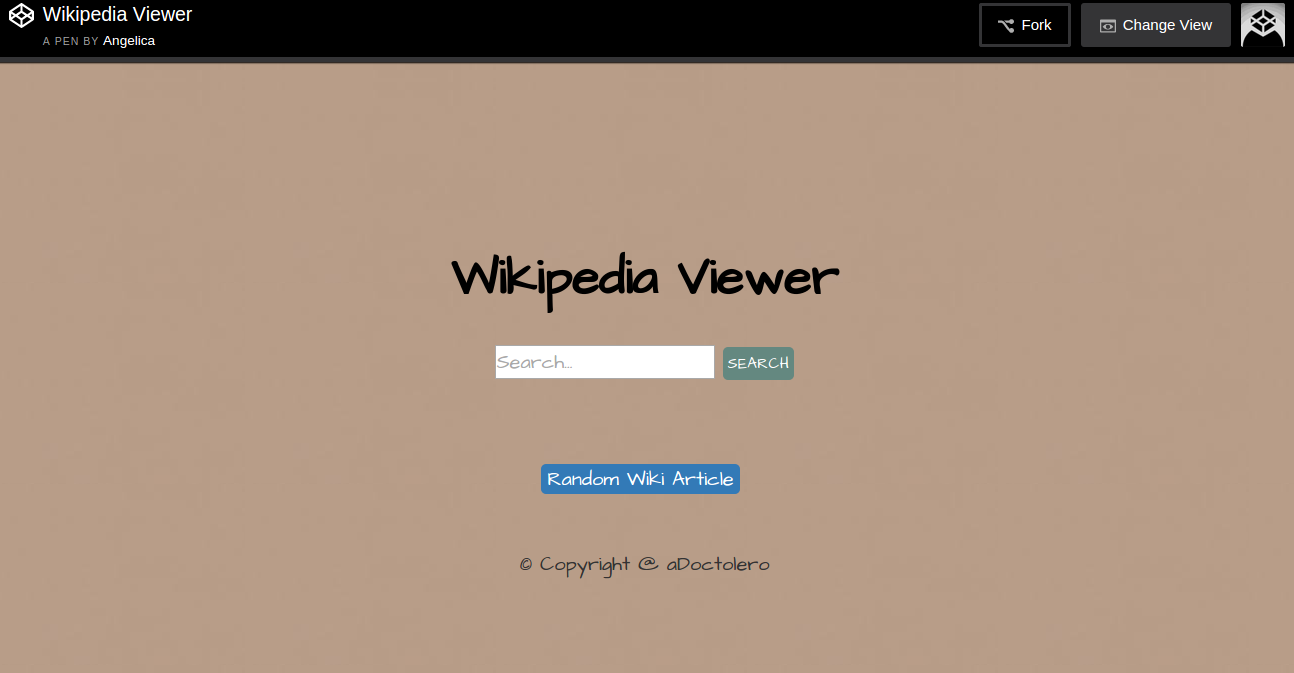 Wikipedia Viewer
A PEN BY Angelica
Fork
Change View
Wikipedia Viewer
Search...
SEARCH
Random Wiki Article
© Copyright @ aDoctolero